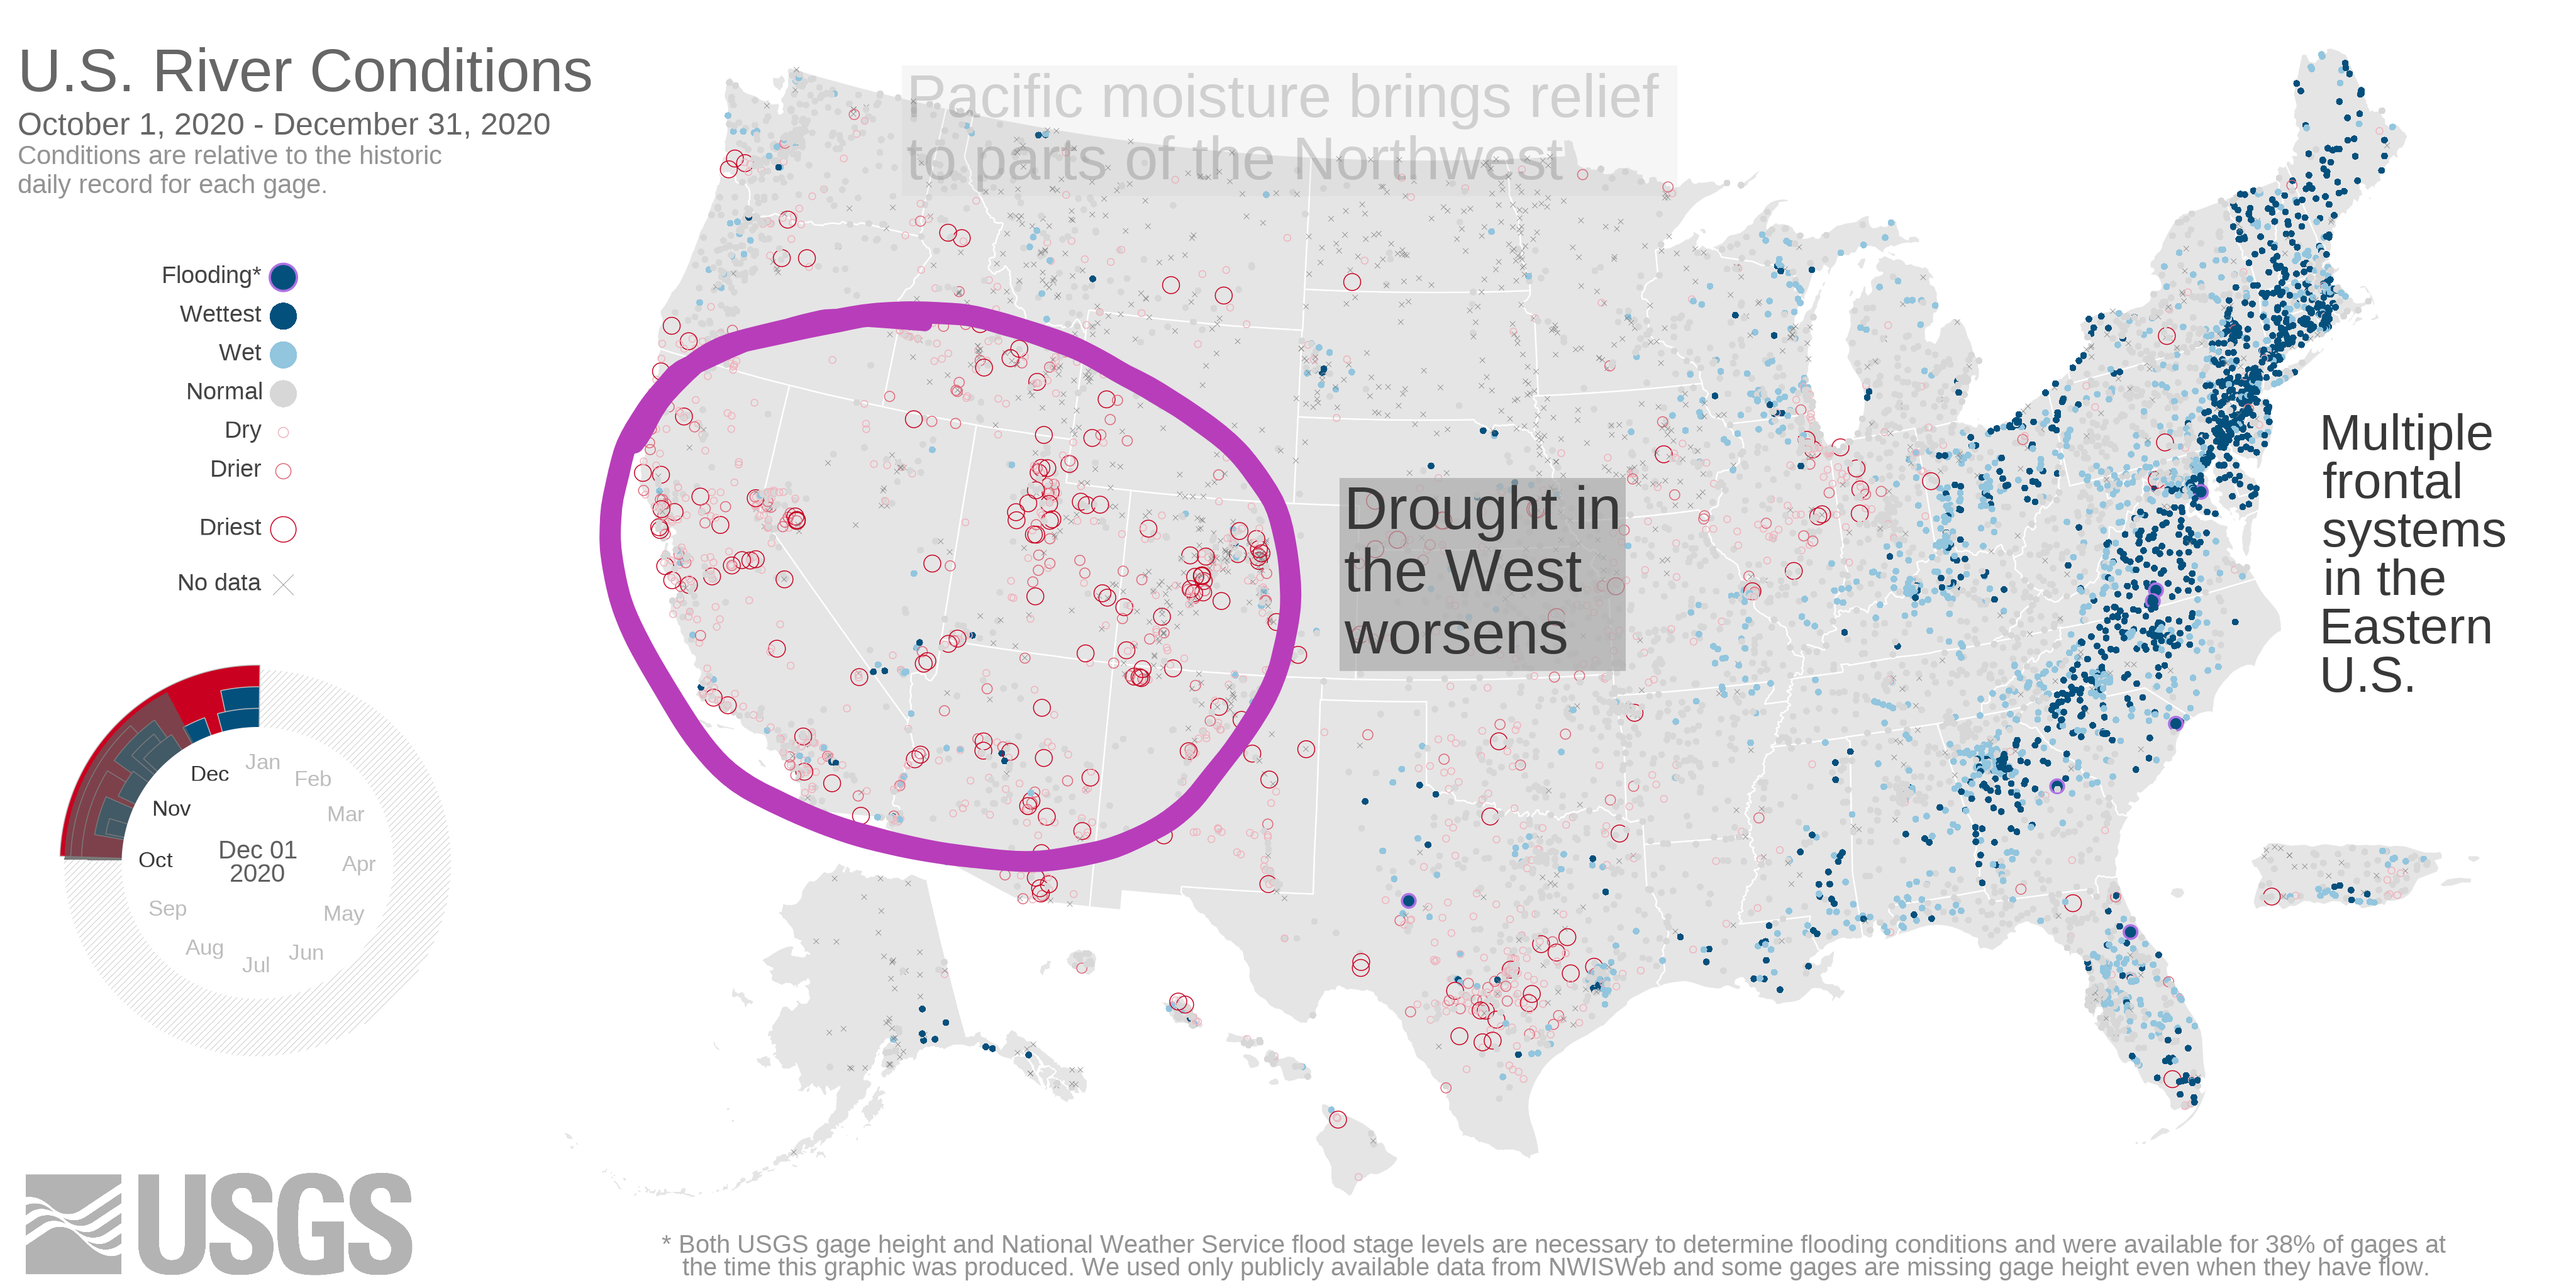 U.S. River Conditions
October 1, 2020 - December 31, 2020
Conditions are relative to the historic
daily record for each gage.
Flooding*
Wettest
Wet
Normal
Dry
Drier
Driest
No data
Pacific moisture brings relief
to parts of the Northwest
Drought in
the West
worsens
Multiple
frontal
systems
in the
Eastern
U.S.
Jan
Feb
Mar
Apr
May
Jun
Jul
Aug
Sep
Oct
Nov
Dec
Dec 01
2020
USGS
* Both USGS gage height and National Weather Service flood stage levels are necessary to determine flooding conditions and were available for 38% of gages at
the time this graphic was produced. We used only publicly available data from NWISWeb and some gages are missing gage height even when they have flow.